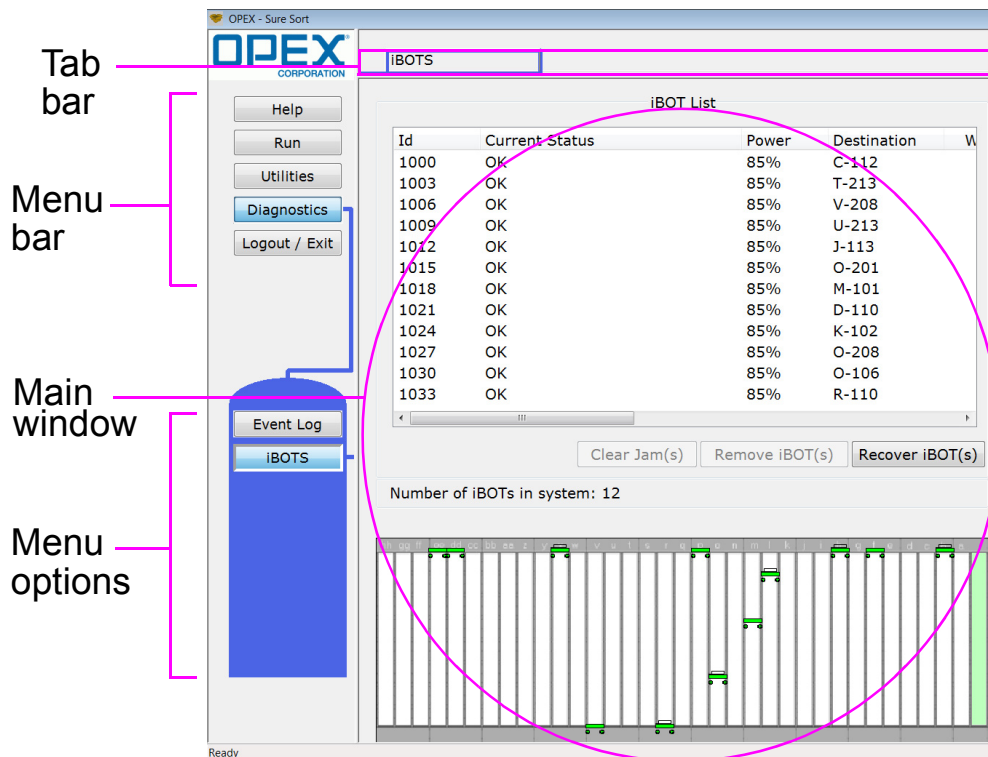 OPEX - Sure Sort
OPEX
CORPORATION
Tab
bar
iBOTS
Menu
bar
Help
Run
Utilities
Diagnostics
Logout / Exit
iBOT List
Id Current Status Power Destination W
1000 OK 85% C-112
1003 OK 85% T-213
1006 OK 85% V-208
1009 OK 85% U-213
1012 OK 85% J-113
1015 OK 85% O-201
1018 OK 85% M-101
1021 OK 85% D-110
1024 OK 85% K-102
1027 OK 85% O-208
1030 OK 85% O-106
1033 OK 85% R-110
Main
window
Clear Jam(s) Remove iBOT(s) Recover iBOT(s)
Number of iBOTs in system: 12
Menu
options
Event Log
iBOTS
Ready